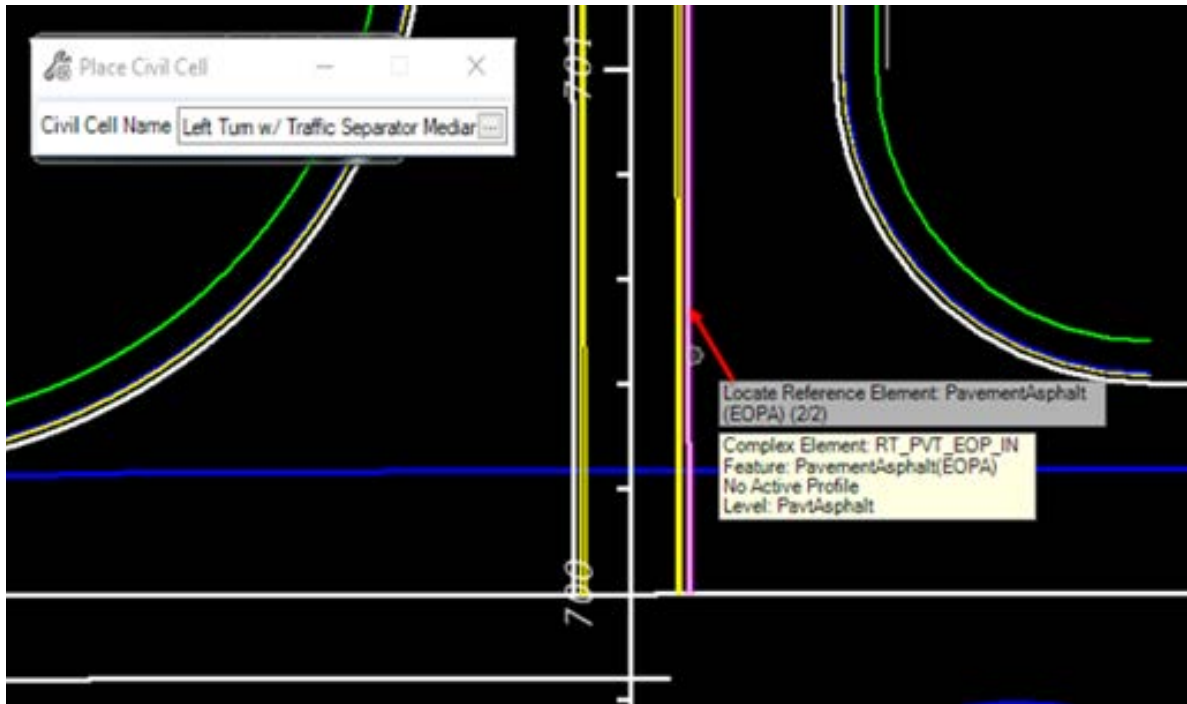 Place Civil Cell
Civil Cell Name Left Turn w/ Traffic Separator Median ...
701
Locate Reference Element: PavementAsphalt
(EOPA) (2/2)
Complex Element: RT_PVT_EOP_IN
Feature: PavementAsphalt(EOPA)
No Active Profile
Level: PavtAsphalt
700